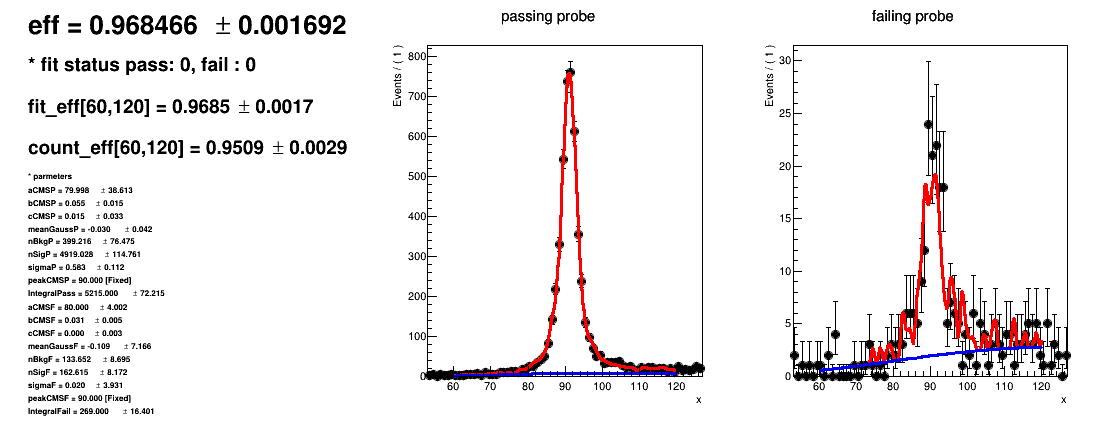 eff = 0.968466 ± 0.001692
* fit status pass: 0, fail : 0
fit_eff[60,120] = 0.9685 ± 0.0017
count_eff[60,120] = 0.9509 ± 0.0029
* parmeters
aCMSP = 79.998 ± 38.613
bCMSP = 0.055 ± 0.015
cCMSP = 0.015 ± 0.033
meanGaussP = -0.030 ± 0.042
nBkgP = 399.216 ± 76.475
nSigP = 4919.028 ± 114.761
sigmaP = 0.583 ± 0.112
peakCMSP = 90.000 [Fixed]
IntegralPass = 5215.000 ± 72.215
aCMSF = 80.000 ± 4.002
bCMSF = 0.031 ± 0.005
cCMSF = 0.000 ± 0.003
meanGaussF = -0.109 ± 7.166
nBkgF = 133.652 ± 8.695
nSigF = 162.615 ± 8.172
sigmaF = 0.020 ± 3.931
peakCMSF = 90.000 [Fixed]
IntegralFail = 269.000 ± 16.401
passing probe
Events / ( 1 )
800
700
600
500
400
300
200
100
0
60 70 80 90 100 110 120
x
failing probe
Events / ( 1 )
30
25
20
15
10
5
0
60 70 80 90 100 110 120
x